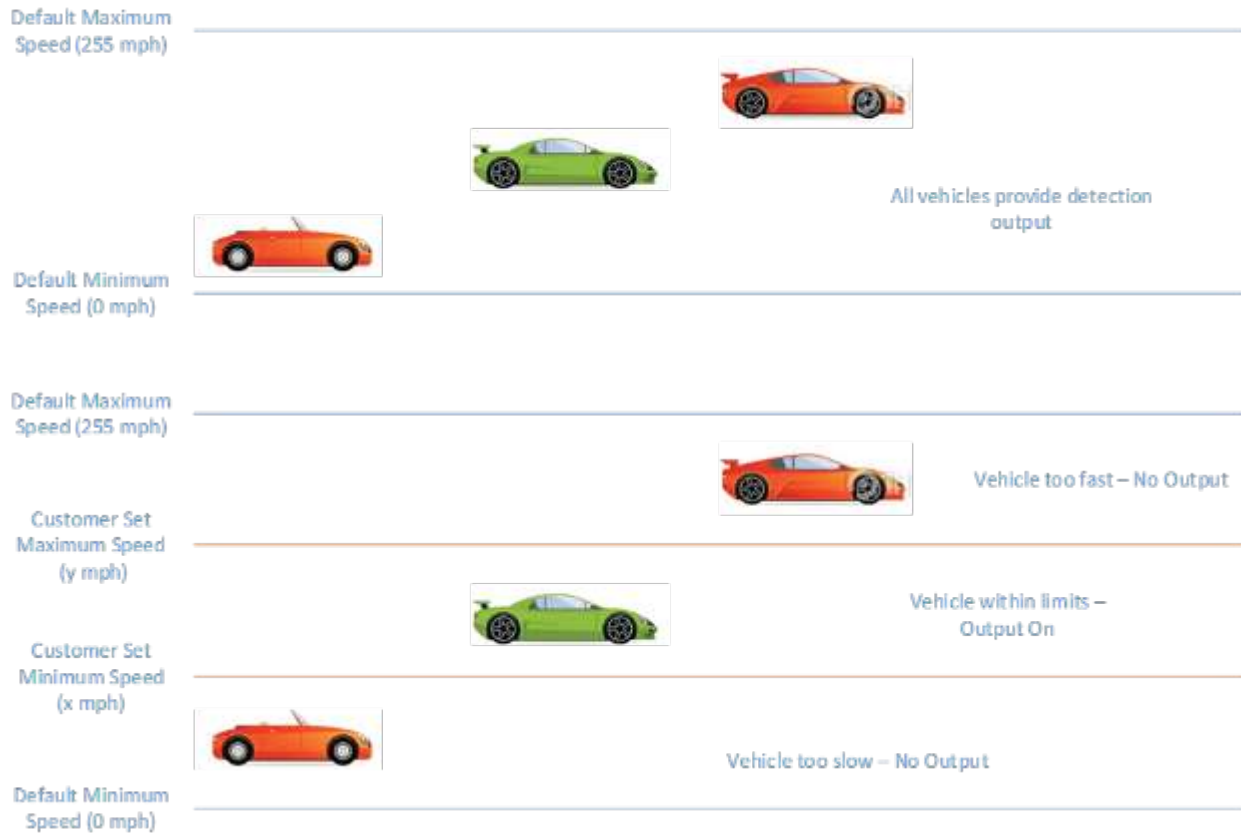 Default Maximum
Speed (255 mph)
All vehicles provide detection
output
Default Minimum
Speed (0 mph)
Default Maximum
Speed (255 mph)
Vehicle too fast – No Output
Customer Set
Maximum Speed
(y mph)
Vehicle within limits –
Output On
Customer Set
Minimum Speed
(x mph)
Vehicle too slow – No Output
Default Minimum
Speed (0 mph)